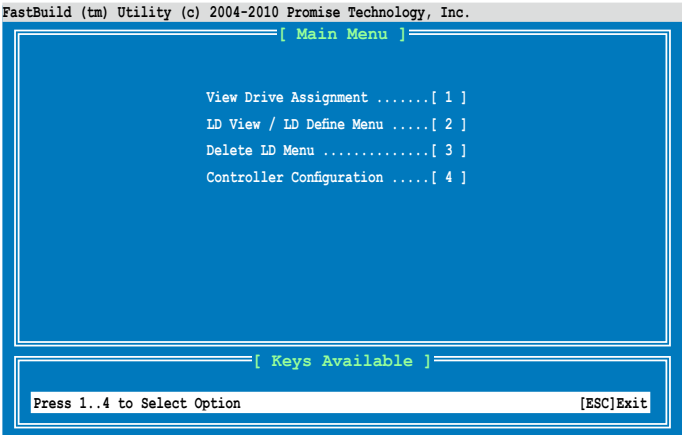 FastBuild (tm) Utility (c) 2004-2010 Promise Technology, Inc.
[ Main Menu ]
View Drive Assignment .......[ 1 ]
LD View / LD Define Menu .....[ 2 ]
Delete LD Menu ..............[ 3 ]
Controller Configuration .....[ 4 ]
[ Keys Available ]
Press 1..4 to Select Option [ESC]Exit